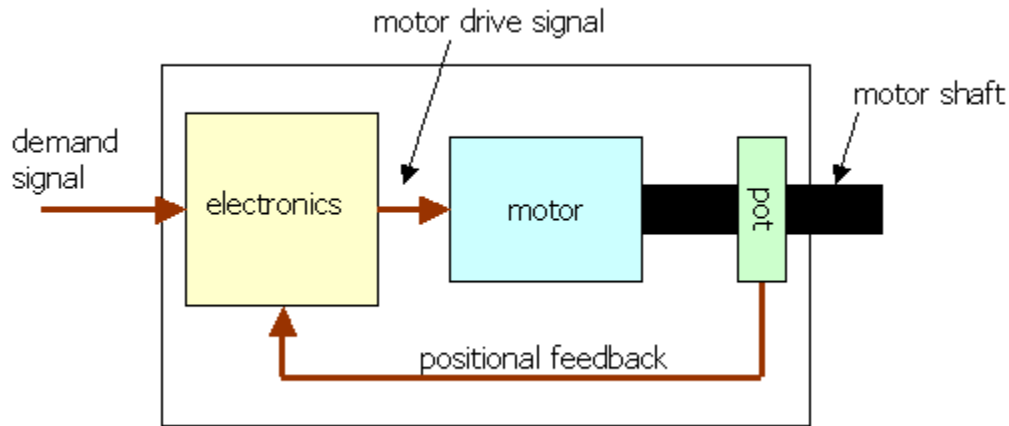 motor drive signal
motor shaft
demand
signal
electronics
motor
pot
positional feedback